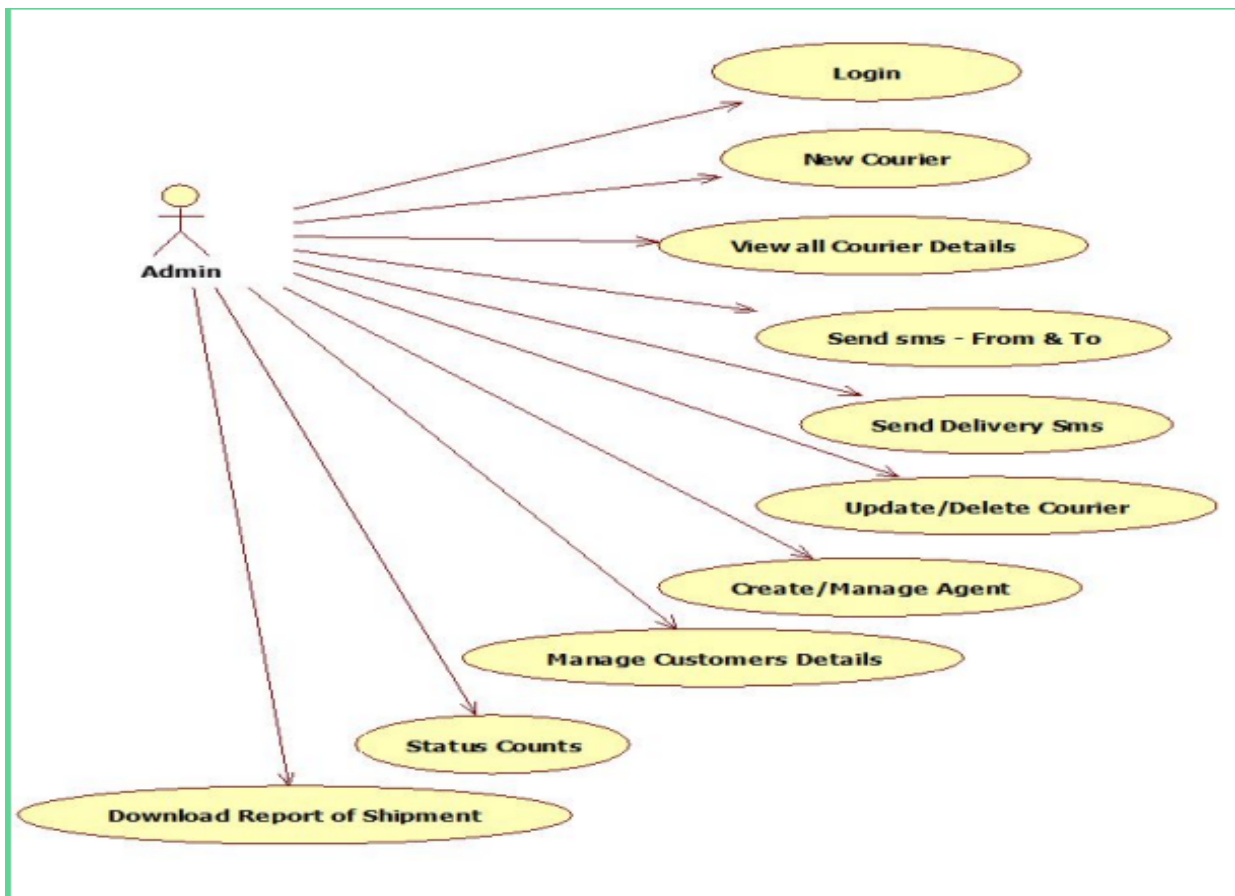 Login
New Courier
Admin
View all Courier Details
Send sms - From & To
Send Delivery Sms
Update/Delete Courier
Create/Manage Agent
Manage Customers Details
Status Counts
Download Report of Shipment